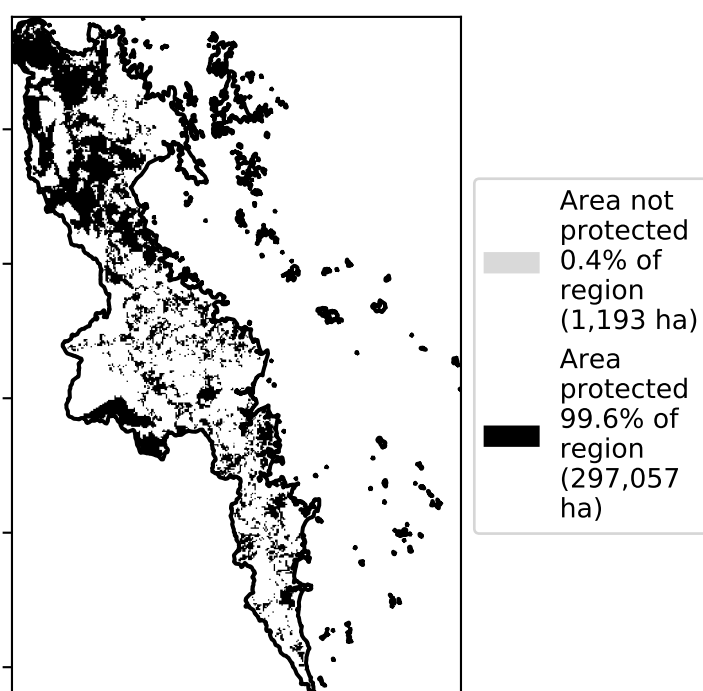 Area not
protected
0.4% of
region
(1,193 ha)
Area
protected
99.6% of
region
(297,057
ha)